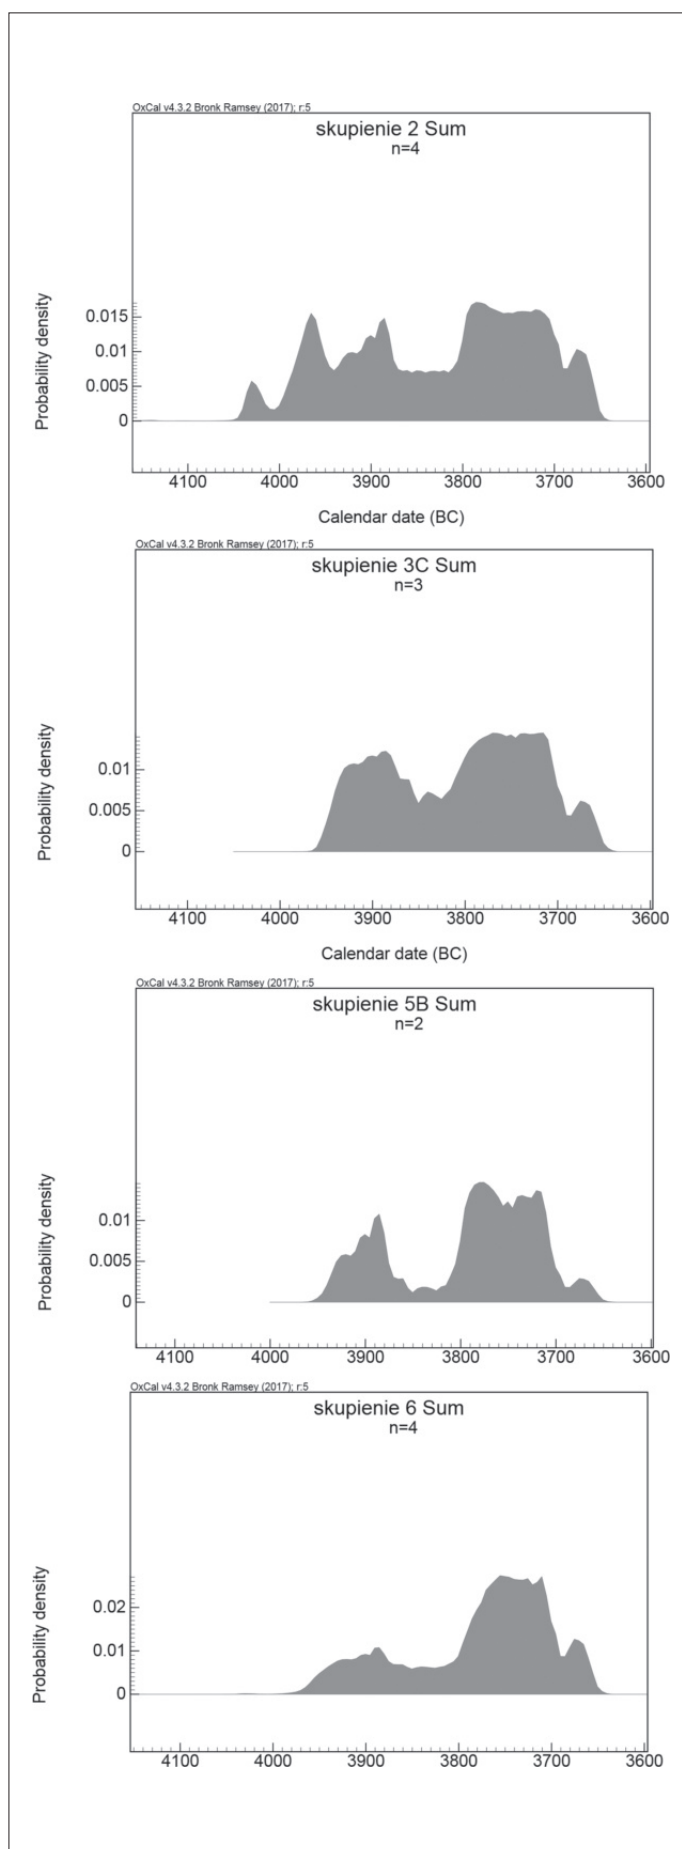 OxCal v4.3.2 Bronk Ramsey (2017); r:5
skupienie 2 Sum
n=4
Probability density
0.015
0.01
0.005
0
4100 4000 3900 3800 3700 3600
Calendar date (BC)
OxCal v4.3.2 Bronk Ramsey (2017); r:5
skupienie 3C Sum
n=3
Probability density
0.01
0.005
0
4100 4000 3900 3800 3700 3600
Calendar date (BC)
OxCal v4.3.2 Bronk Ramsey (2017); r:5
skupienie 5B Sum
n=2
Probability density
0.01
0.005
0
4100 4000 3900 3800 3700 3600
OxCal v4.3.2 Bronk Ramsey (2017); r:5
skupienie 6 Sum
n=4
Probability density
0.02
0.01
0
4100 4000 3900 3800 3700 3600